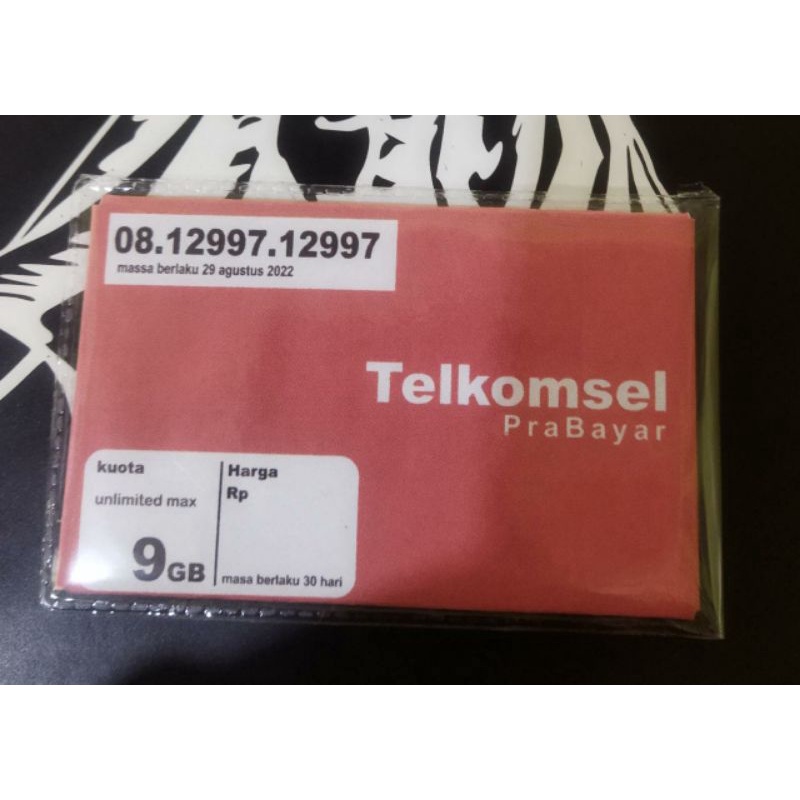 08.12997.12997
massa berlaku 29 agustus 2022
Telkomsel
PraBayar
kuota
unlimited max
9GB
Harga
Rp
masa berlaku 30 hari